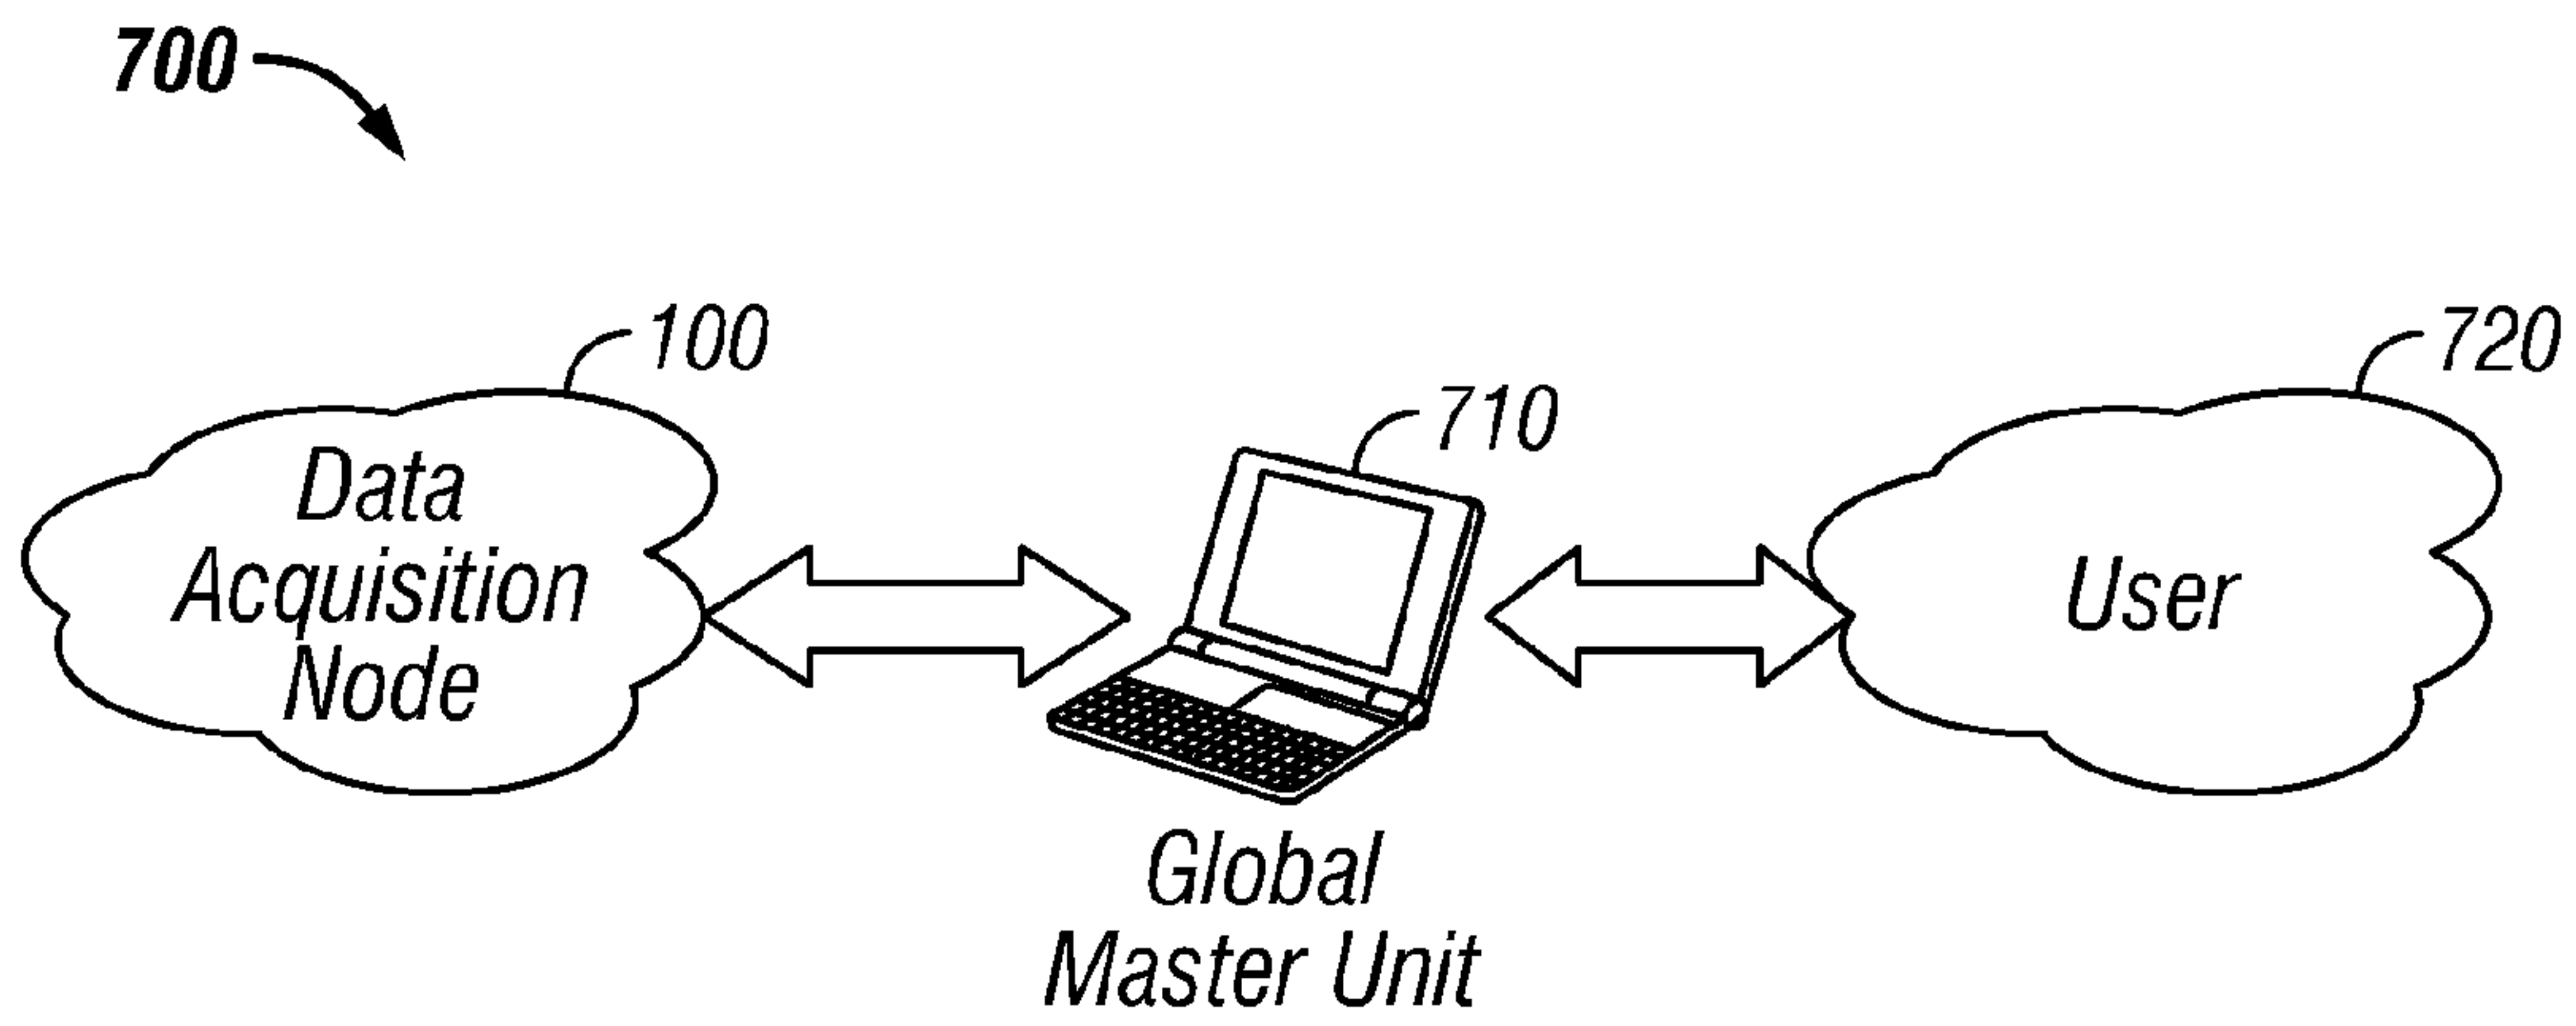 700
100
710
720
Data
Acquisition
Node
User
Global
Master Unit